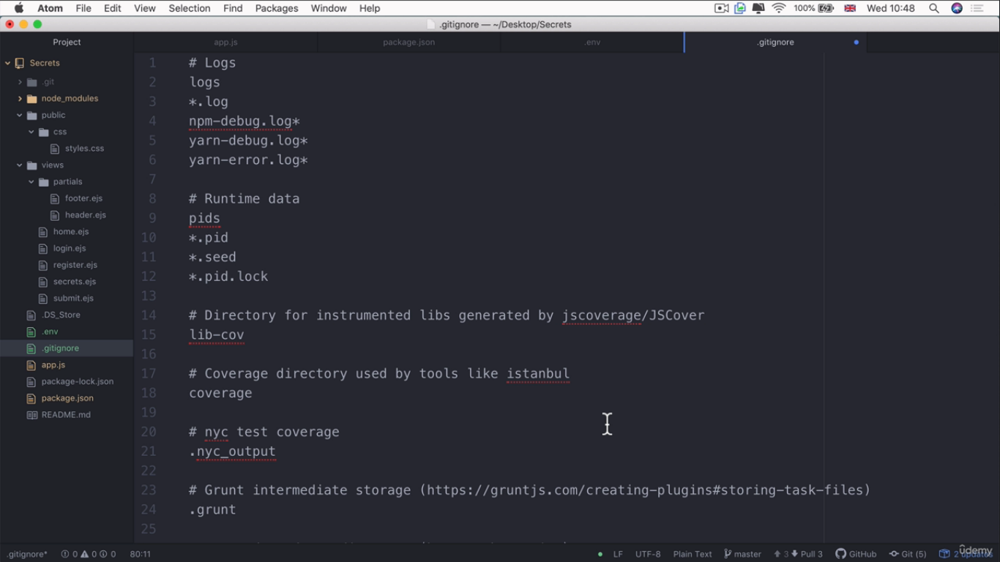 Atom File Edit View Selection Find Packages Window Help 100% Wed 10:48
.gitignore — ~/Desktop/Secrets
Project app.js package.json .env .gitignore
Secrets
.git
node_modules
public
css
styles.css
views
partials
footer.ejs
header.ejs
home.ejs
login.ejs
register.ejs
secrets.ejs
submit.ejs
.DS_Store
.env
.gitignore
app.js
package-lock.json
package.json
README.md
1 # Logs
2 logs
3 *.log
4 npm-debug.log*
5 yarn-debug.log*
6 yarn-error.log*
7
8 # Runtime data
9 pids
10 *.pid
11 *.seed
12 *.pid.lock
13
14 # Directory for instrumented libs generated by jscoverage/JSCover
15 lib-cov
16
17 # Coverage directory used by tools like istanbul
18 coverage
19
20 # nyc test coverage
21 .nyc_output
22
23 # Grunt intermediate storage (https://gruntjs.com/creating-plugins#storing-task-files)
24 .grunt
25
.gitignore* 0 0 0 80:11 LF UTF-8 Plain Text master 3 Pull 3 GitHub Git (5) 2 updates
ûdemy